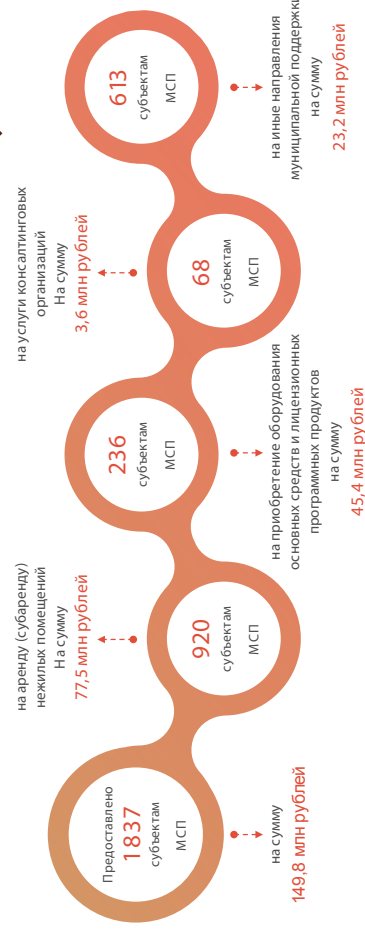 Предоставлено
1837
субъектам
МСП
на сумму
149,8 млн рублей
на аренду (субаренду)
нежилых помещений
На сумму
77,5 млн рублей
920
субъектам
МСП
236
субъектам
МСП
на приобретение оборудования
основных средств и лицензионных
программных продуктов
на сумму
45,4 млн рублей
на услуги консалтинговых
организаций
На сумму
3,6 млн рублей
68
субъектам
МСП
613
субъектам
МСП
на иные направления
муниципальной поддержки
на сумму
23,2 млн рублей